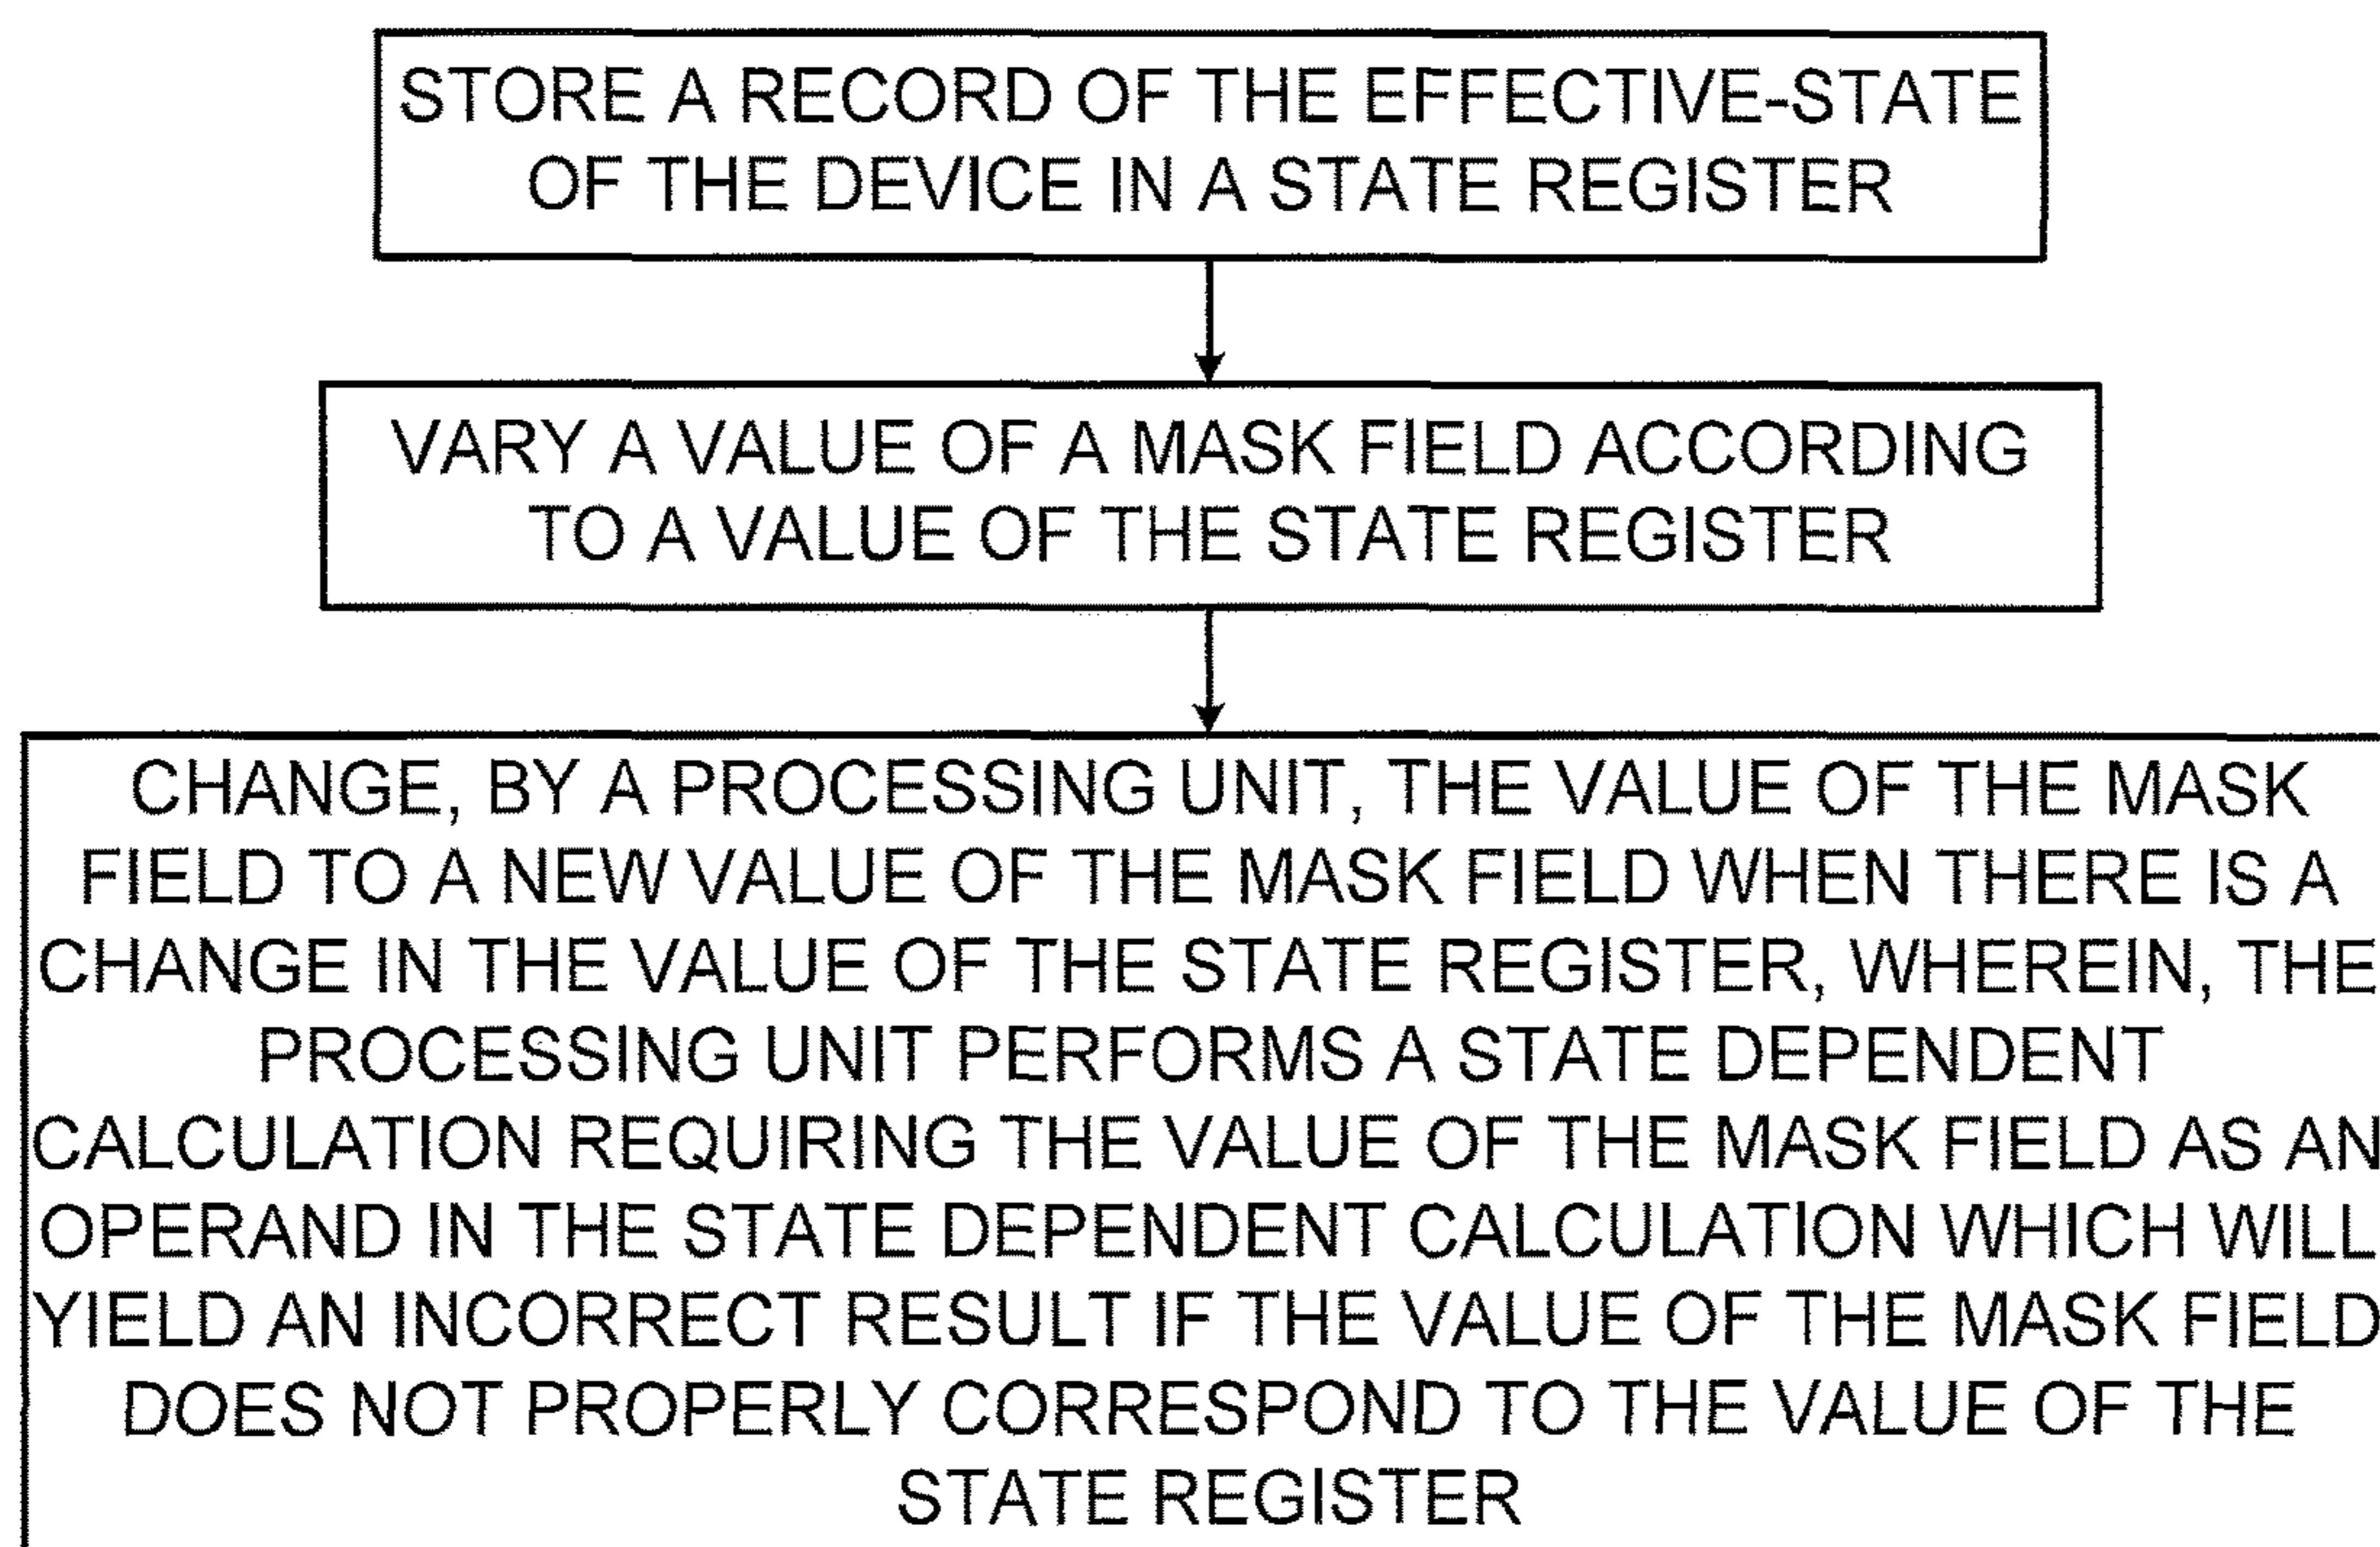 STORE A RECORD OF THE EFFECTIVE-STATE
OF THE DEVICE IN A STATE REGISTER
VARY A VALUE OF A MASK FIELD ACCORDING
TO A VALUE OF THE STATE REGISTER
CHANGE, BY A PROCESSING UNIT, THE VALUE OF THE MASK
FIELD TO A NEW VALUE OF THE MASK FIELD WHEN THERE IS A
CHANGE IN THE VALUE OF THE STATE REGISTER, WHEREIN, THE
PROCESSING UNIT PERFORMS A STATE DEPENDENT
CALCULATION REQUIRING THE VALUE OF THE MASK FIELD AS AN
OPERAND IN THE STATE DEPENDENT CALCULATION WHICH WILL
YIELD AN INCORRECT RESULT IF THE VALUE OF THE MASK FIELD
DOES NOT PROPERLY CORRESPOND TO THE VALUE OF THE
STATE REGISTER